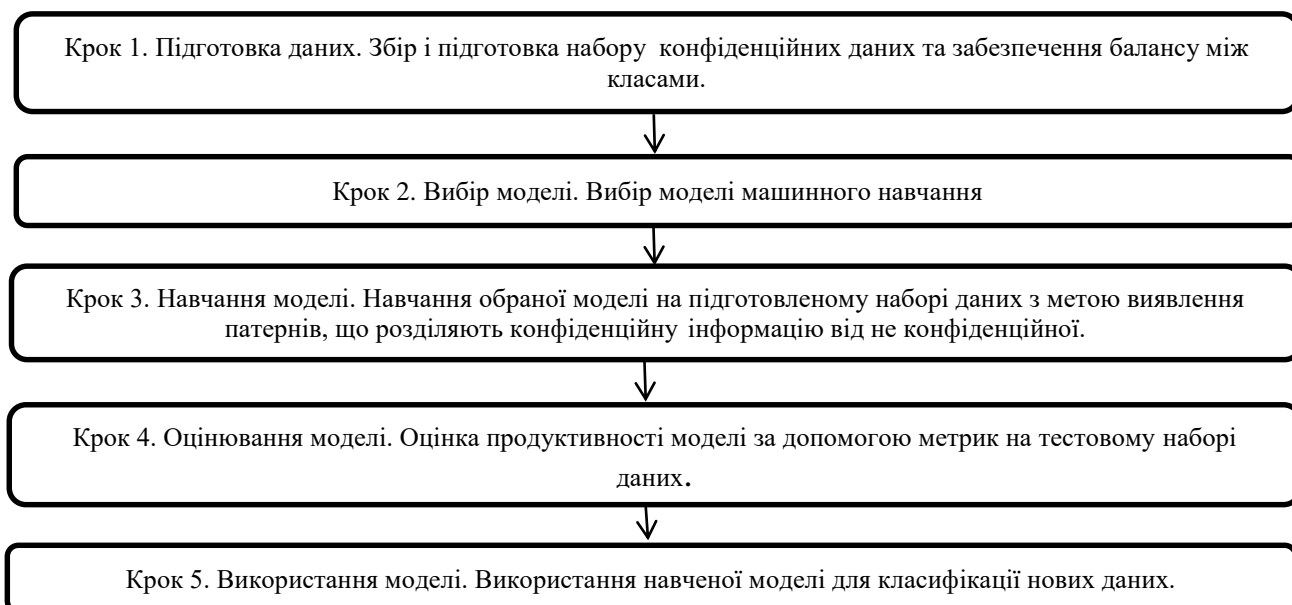 Крок 1. Підготовка даних. Збір і підготовка набору конфіденційних даних та забезпечення балансу між
класами.
Крок 2. Вибір моделі. Вибір моделі машинного навчання
Крок 3. Навчання моделі. Навчання обраної моделі на підготовленому наборі даних з метою виявлення
патернів, що розділяють конфіденційну інформацію від не конфіденційної.
Крок 4. Оцінювання моделі. Оцінка продуктивності моделі за допомогою метрик на тестовому наборі
даних.
Крок 5. Використання моделі. Використання навченої моделі для класифікації нових даних.